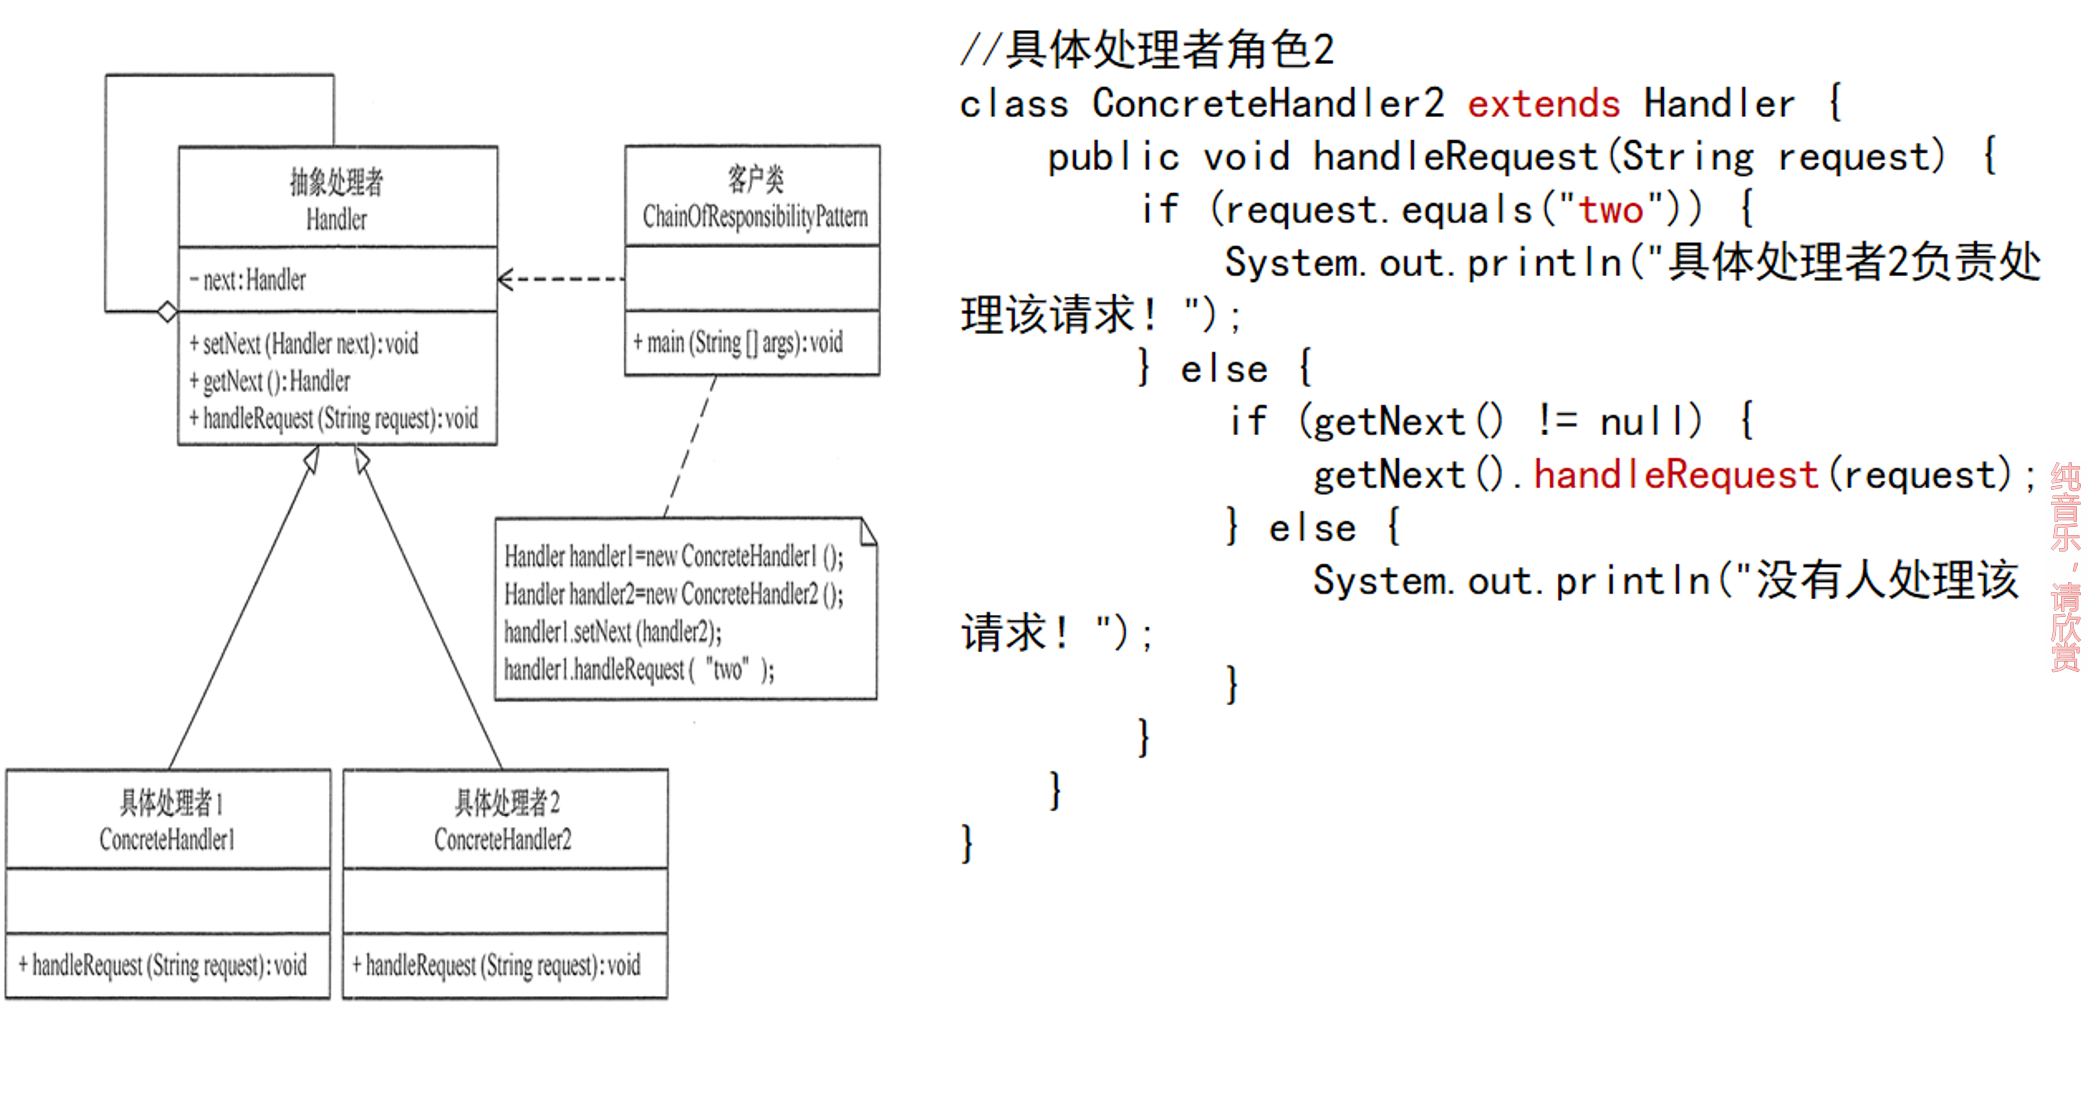 抽象处理者
Handler
- next:Handler
+ setNext (Handler next):void
+ getNext ():Handler
+ handleRequest (String request):void
客户类
ChainOfResponsibilityPattern
+ main (String [] args):void
Handler handler1=new ConcreteHandler1 ();
Handler handler2=new ConcreteHandler2 ();
handler1.setNext (handler2);
handler1.handleRequest ( "two" );
具体处理者1
ConcreteHandler1
+ handleRequest (String request):void
具体处理者2
ConcreteHandler2
+ handleRequest (String request):void
//具体处理者角色2
class ConcreteHandler2 extends Handler {
public void handleRequest(String request) {
if (request.equals("two")) {
System.out.println("具体处理者2负责处
理该请求！");
} else {
if (getNext() != null) {
getNext().handleRequest(request);
} else {
System.out.println("没有人处理该
请求！");
}
}
}
}
纯音乐，请欣赏